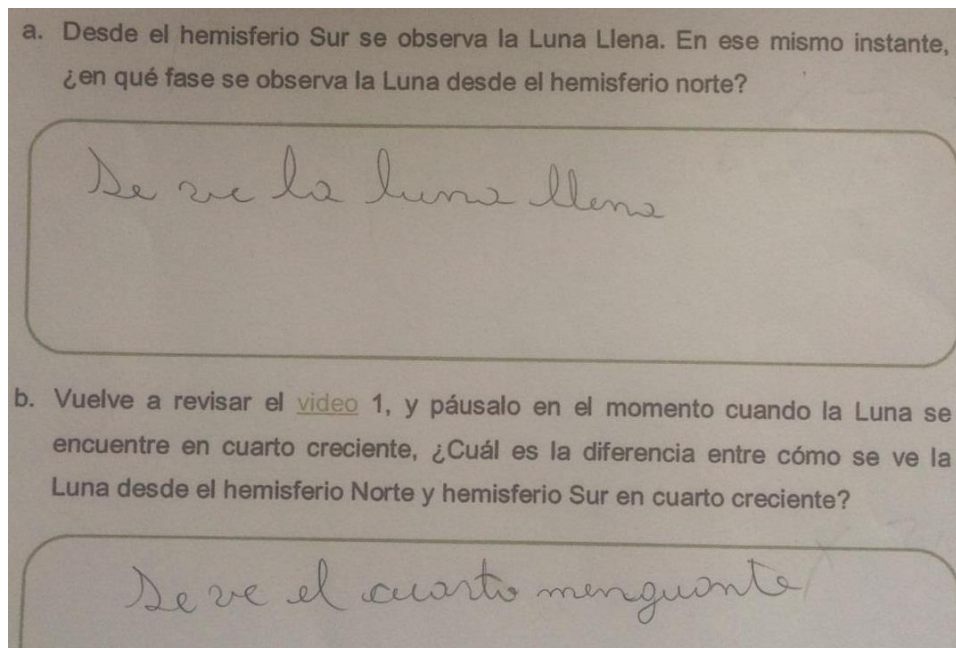 a. Desde el hemisferio Sur se observa la Luna Llena. En ese mismo instante,
¿en qué fase se observa la Luna desde el hemisferio norte?
Se ve la luna llena
b. Vuelve a revisar el video 1, y páusalo en el momento cuando la Luna se
encuentre en cuarto creciente, ¿Cuál es la diferencia entre cómo se ve la
Luna desde el hemisferio Norte y hemisferio Sur en cuarto creciente?
Se ve el cuarto menguante